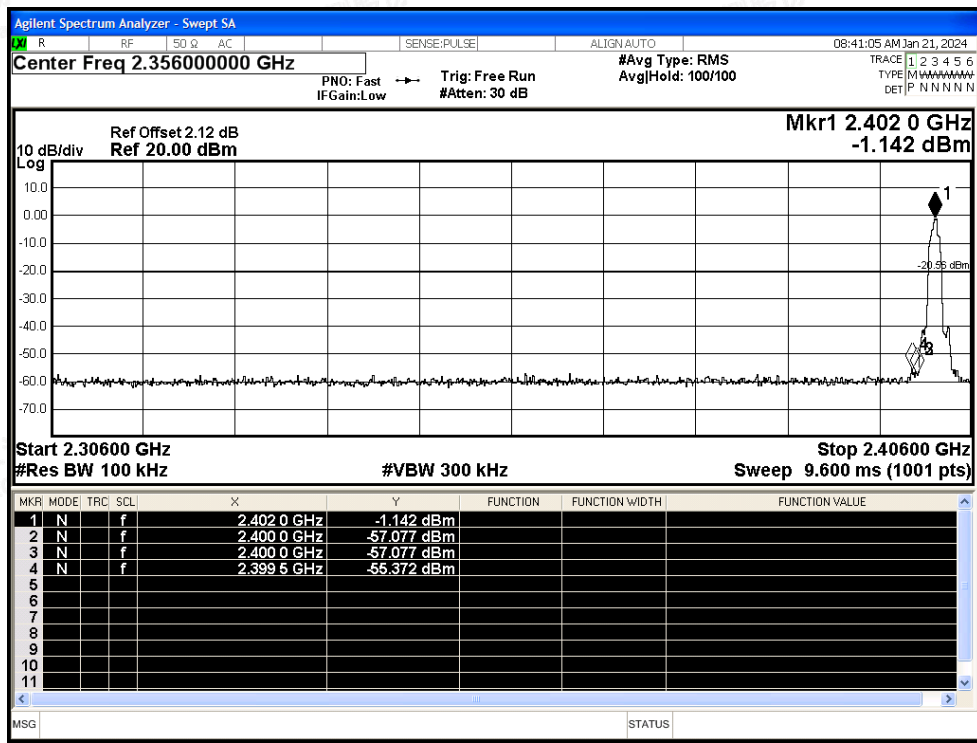 Agilent Spectrum Analyzer - Swept SA
LXI R RF 50 Ω AC SENSE:PULSE ALIGN AUTO 08:41:05 AM Jan 21, 2024
Center Freq 2.356000000 GHz
PNO: Fast
IFGain:Low
Trig: Free Run
#Atten: 30 dB
#Avg Type: RMS
Avg|Hold: 100/100
TRACE 1 2 3 4 5 6
TYPE M
DET P N N N N N
Mkr1 2.402 0 GHz
-1.142 dBm
Ref Offset 2.12 dB
10 dB/div Ref 20.00 dBm
Log
10.0
0.00
-10.0
-20.0
-30.0
-40.0
-50.0
-60.0
-70.0
1
-20.56 dBm
Start 2.30600 GHz Stop 2.40600 GHz
#Res BW 100 kHz #VBW 300 kHz Sweep 9.600 ms (1001 pts)
MKR MODE TRC SCL X Y FUNCTION FUNCTION WIDTH FUNCTION VALUE
1 N f 2.402 0 GHz -1.142 dBm
2 N f 2.400 0 GHz -57.077 dBm
3 N f 2.400 0 GHz -57.077 dBm
4 N f 2.399 5 GHz -55.372 dBm
5
6
7
8
9
10
11
MSG STATUS